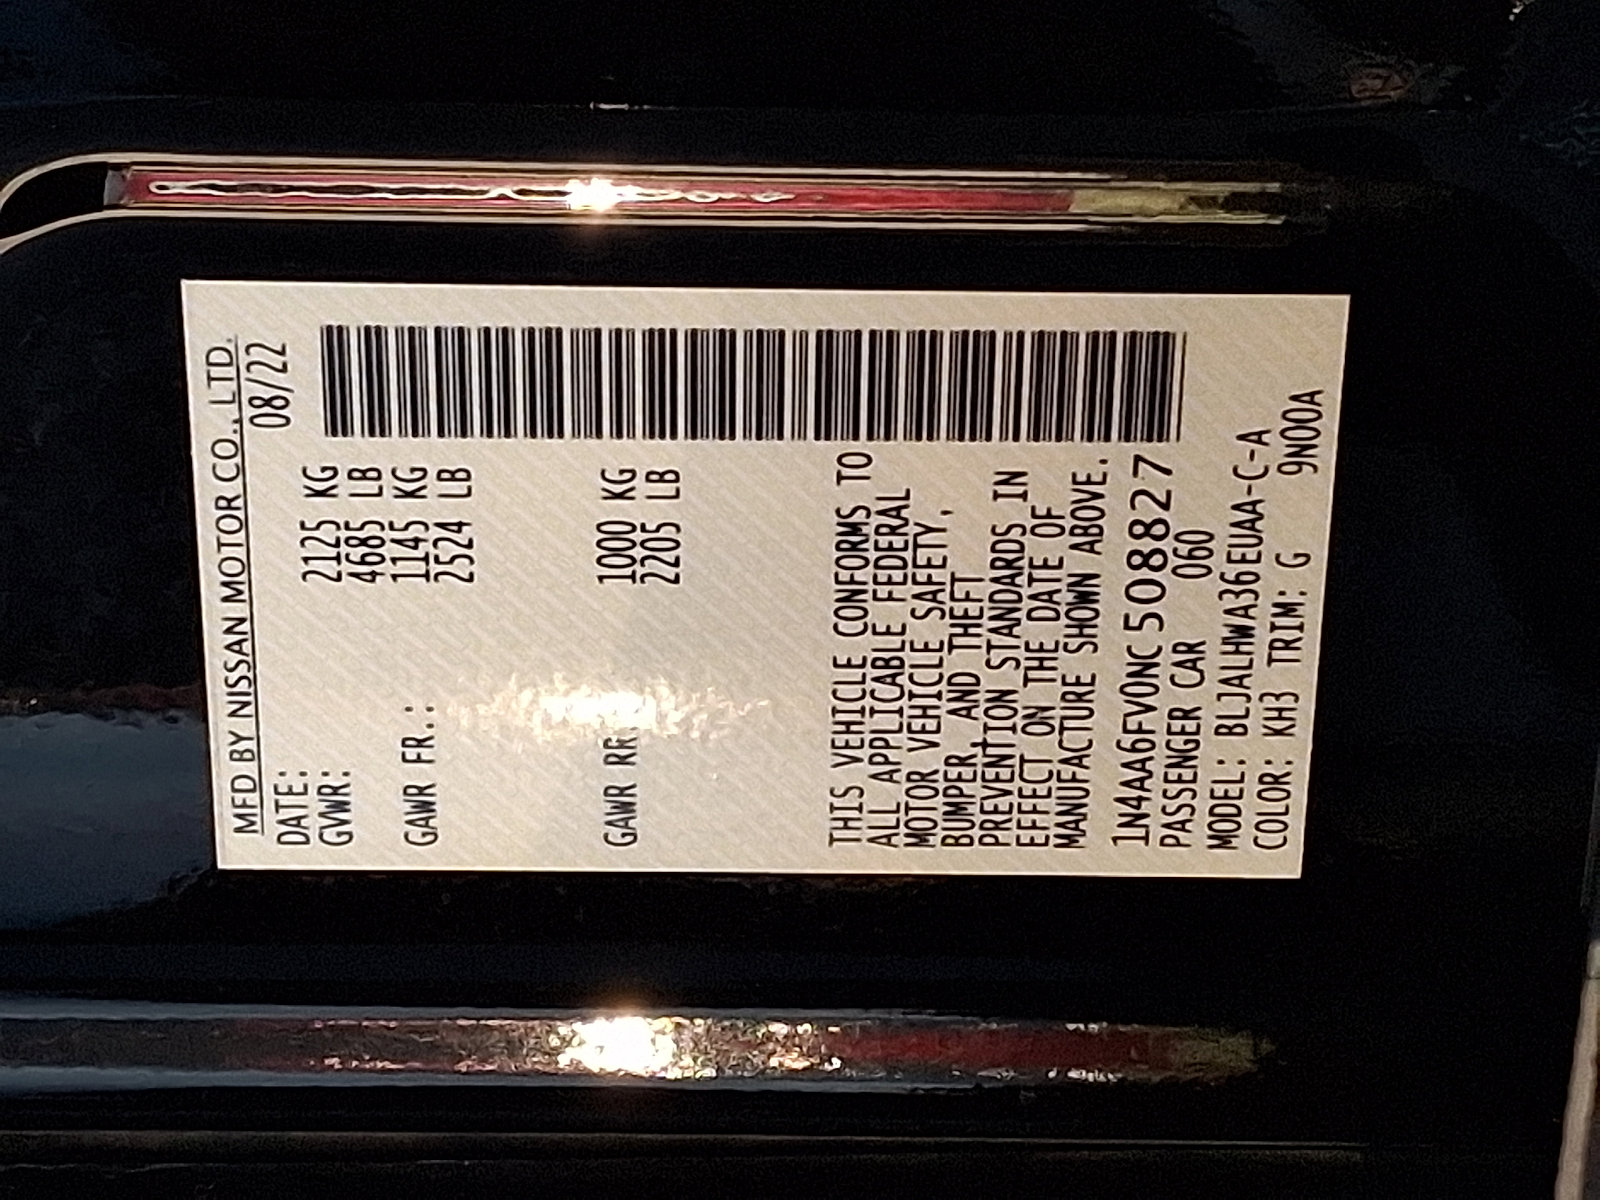 MFD BY NISSAN MOTOR CO., LTD.
DATE: 08/22
GVWR: 2125 KG
4685 LB
GAWR FR.: 1145 KG
2524 LB
GAWR RR. 1000 KG
2205 LB
THIS VEHICLE CONFORMS TO
ALL APPLICABLE FEDERAL
MOTOR VEHICLE SAFETY,
BUMPER, AND THEFT
PREVENTION STANDARDS IN
EFFECT ON THE DATE OF
MANUFACTURE SHOWN ABOVE.
1N4AA6FV0NC508827
PASSENGER CAR 060
MODEL: BLJALHWA36EUAA-C-A
COLOR: KH3 TRIM: G 9N00A